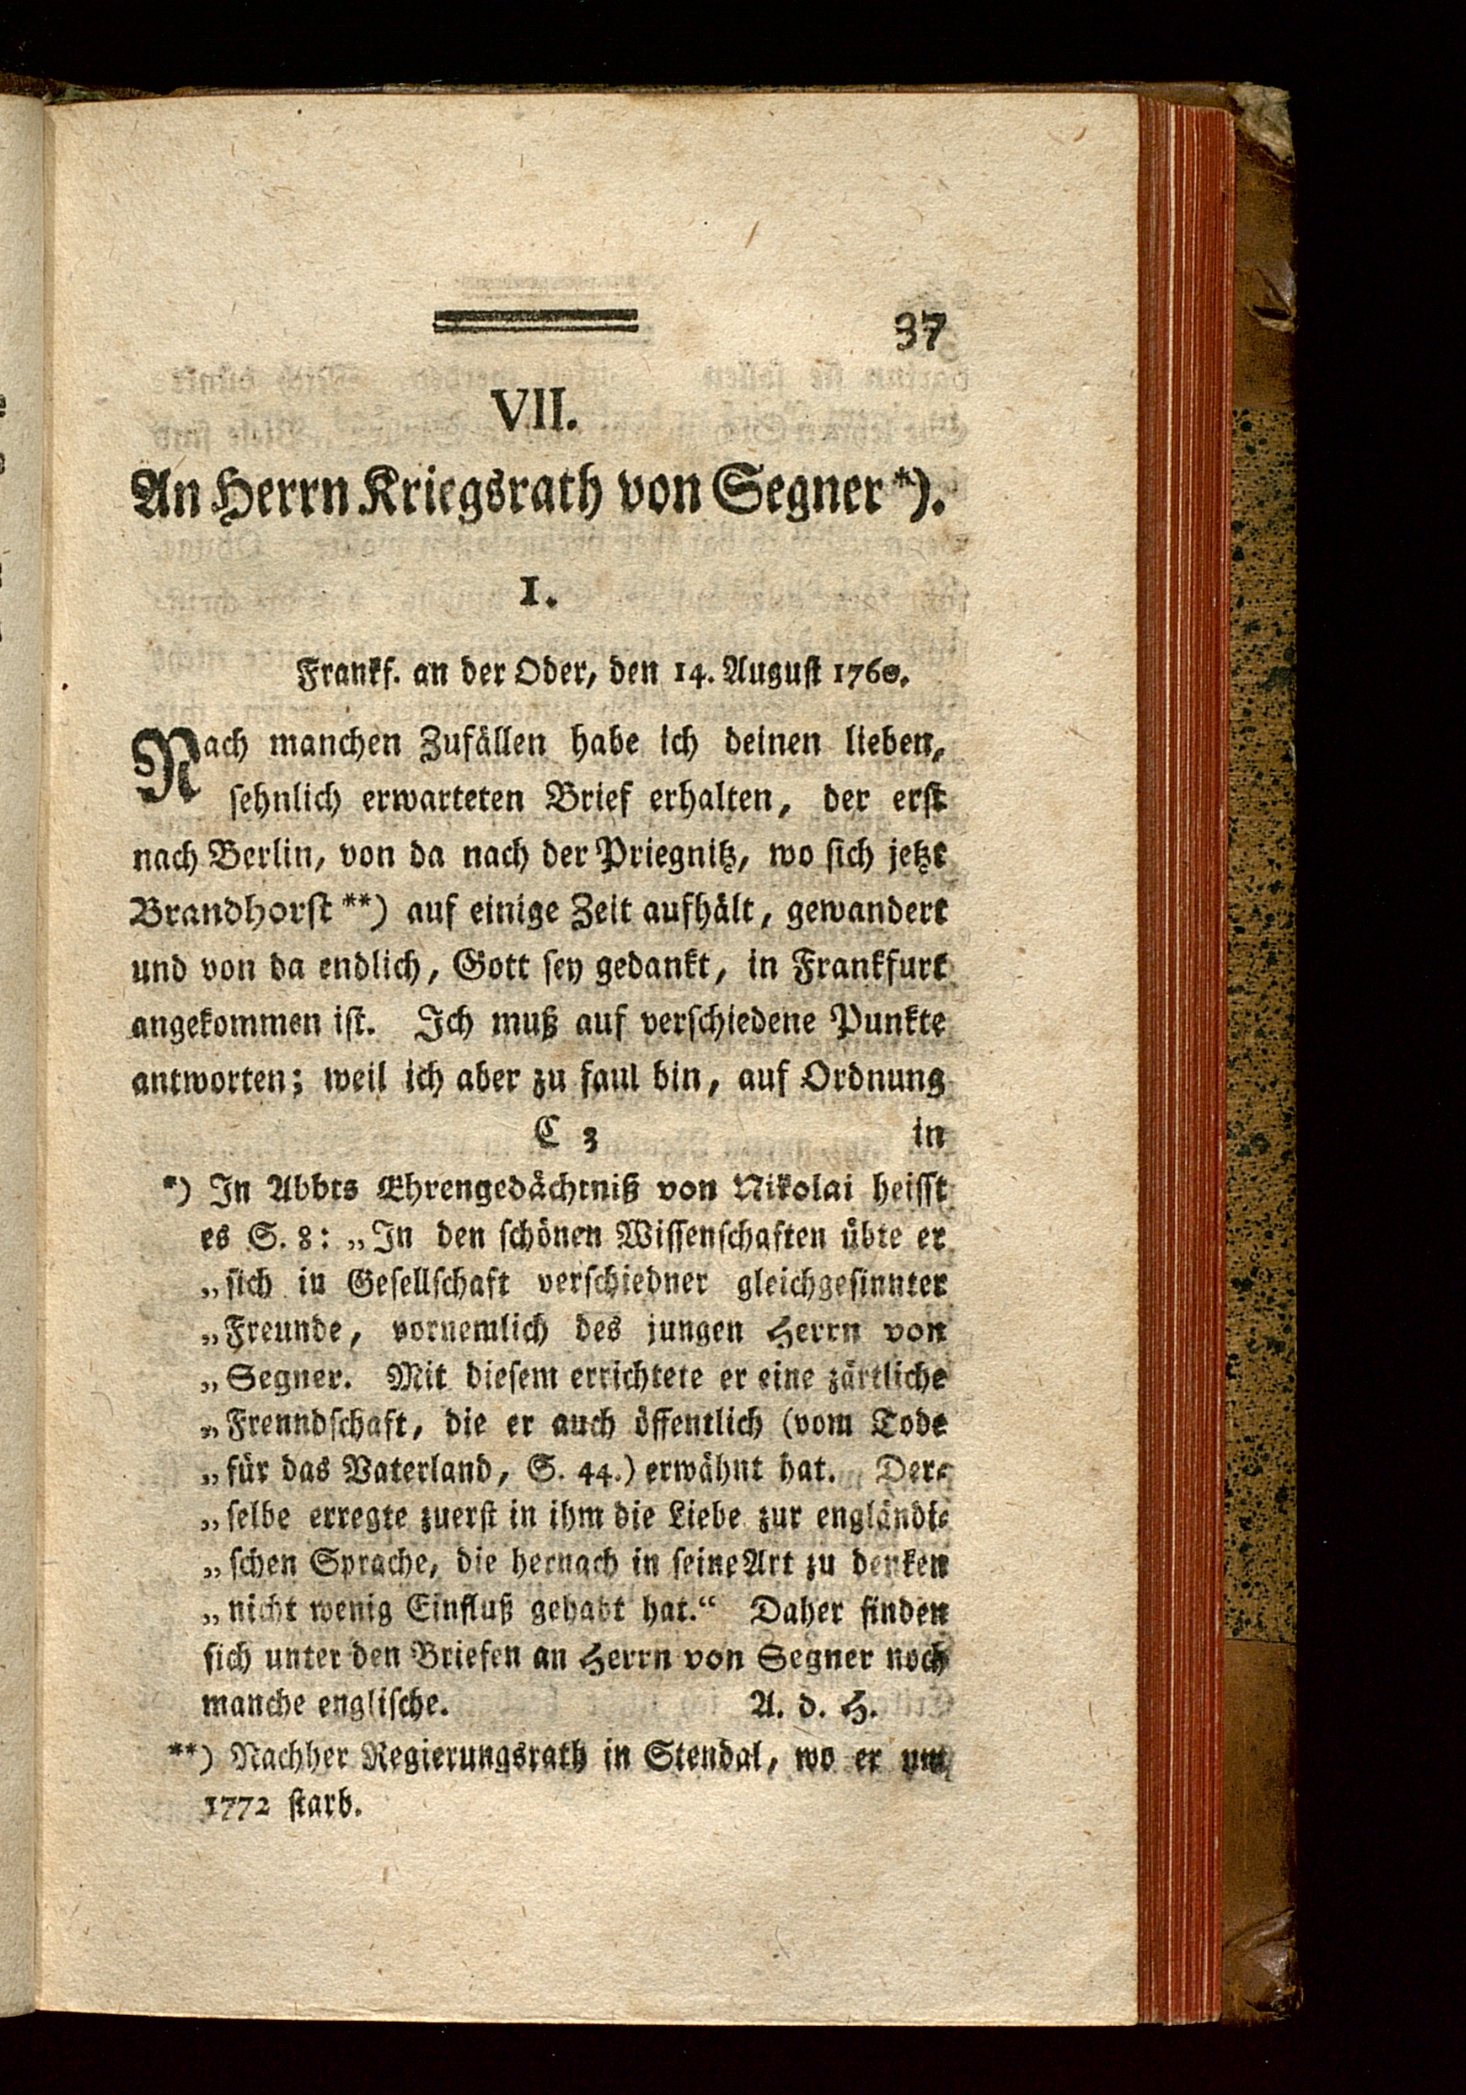 37
VII.
An Herrn Kriegsrath von Segner *).
1.
Frankf. an der Oder, den 14. August 1760.
Nach manchen Zufällen habe ich deinen lieben,
sehnlich erwarteten Brief erhalten, der erst
nach Berlin, von da nach der Priegnitz, wo sich jetzt
Brandhorst **) auf einige Zeit aufhält, gewandert
und von da endlich, Gott sey gedankt, in Frankfurt
angekommen ist. Ich muß auf verschiedene Punkte
antworten; weil ich aber zu faul bin, auf Ordnung
C 3 in
*) In Abbts Ehrengedächtniß von Nikolai heisst
es S. 8: „In den schönen Wissenschaften übte er
„sich in Gesellschaft verschiedner gleichgesinnter
„Freunde, vornemlich des jungen Herrn von
„Segner. Mit diesem errichtete er eine zärtliche
„Frenndschaft, die er auch öffentlich (vom Tode
„für das Vaterland, S. 44.) erwähnt hat. Der-
„selbe erregte zuerst in ihm die Liebe zur engländi-
„schen Sprache, die hernach in seine Art zu denken
„nicht wenig Einfluß gehabt hat.“ Daher finden
sich unter den Briefen an Herrn von Segner noch
manche englische. A. d. H.
**) Nachher Regierungsrath in Stendal, wo er um
1772 starb.